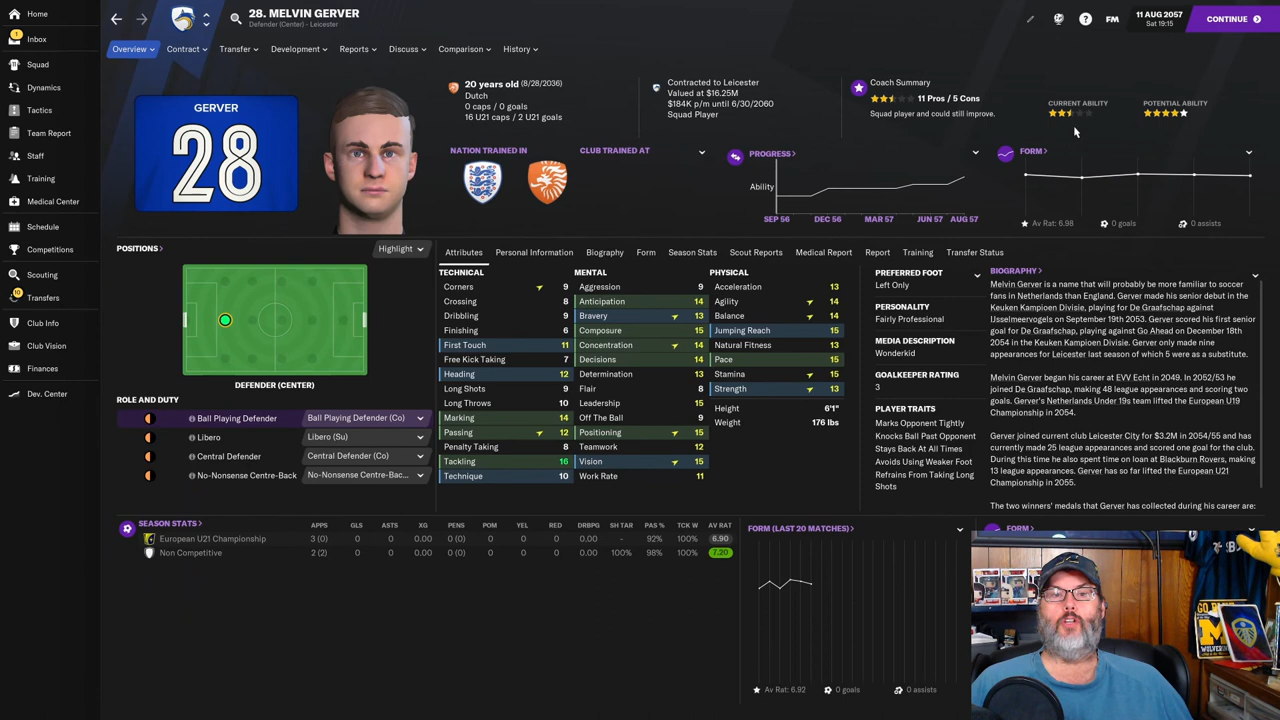 28. MELVIN GERVER
Defender (Center) - Leicester
11 AUG 2057
Sat 19:15
FM
CONTINUE
Home
Inbox
1
Squad
Dynamics
Tactics
Team Report
Staff
Training
Medical Center
Schedule
Competitions
Scouting
Transfers
10
Club Info
Club Vision
Finances
Dev. Center
Overview
Contract
Transfer
Development
Reports
Discuss
Comparison
History
GERVER
28
20 years old (8/28/2036)
Dutch
0 caps / 0 goals
16 U21 caps / 2 U21 goals
Contracted to Leicester
Valued at $16.25M
$184K p/m until 6/30/2060
Squad Player
Coach Summary
11 Pros / 5 Cons
Squad player and could still improve.
CURRENT ABILITY
POTENTIAL ABILITY
NATION TRAINED IN
CLUB TRAINED AT
PROGRESS
Ability
SEP 56
DEC 56
MAR 57
JUN 57
AUG 57
FORM
Av Rat: 6.98
0 goals
0 assists
POSITIONS
Highlight
DEFENDER (CENTER)
ROLE AND DUTY
Ball Playing Defender
Ball Playing Defender (Co)
Libero
Libero (Su)
Central Defender
Central Defender (Co)
No-Nonsense Centre-Back
No-Nonsense Centre-Bac...
Attributes
Personal Information
Biography
Form
Season Stats
Scout Reports
Medical Report
Report
Training
Transfer Status
TECHNICAL
Corners 9
Crossing 8
Dribbling 9
Finishing 6
First Touch 11
Free Kick Taking 7
Heading 12
Long Shots 9
Long Throws 10
Marking 14
Passing 12
Penalty Taking 8
Tackling 16
Technique 10
MENTAL
Aggression 9
Anticipation 14
Bravery 13
Composure 15
Concentration 14
Decisions 14
Determination 13
Flair 8
Leadership 15
Off The Ball 9
Positioning 15
Teamwork 12
Vision 15
Work Rate 11
PHYSICAL
Acceleration 13
Agility 14
Balance 14
Jumping Reach 15
Natural Fitness 13
Pace 15
Stamina 15
Strength 13
Height 6'1"
Weight 176 lbs
PREFERRED FOOT
Left Only
PERSONALITY
Fairly Professional
MEDIA DESCRIPTION
Wonderkid
GOALKEEPER RATING
3
PLAYER TRAITS
Marks Opponent Tightly
Knocks Ball Past Opponent
Stays Back At All Times
Avoids Using Weaker Foot
Refrains From Taking Long
Shots
BIOGRAPHY
Melvin Gerver is a name that will probably be more familiar to soccer
fans in Netherlands than England. Gerver made his senior debut in the
Keuken Kampioen Divisie, playing for De Graafschap against
IJsselmeervogels on September 19th 2053. Gerver scored his first senior
goal for De Graafschap, playing against Go Ahead on December 18th
2054 in the Keuken Kampioen Divisie. Gerver only made nine
appearances for Leicester last season of which 5 were as a substitute.
Melvin Gerver began his career at EVV Echt in 2049. In 2052/53 he
joined De Graafschap, making 48 league appearances and scoring two
goals. Gerver's Netherlands Under 19s team lifted the European U19
Championship in 2054.
Gerver joined current club Leicester City for $3.2M in 2054/55 and has
currently made 25 league appearances and scored one goal for the club.
During this time he also spent time on loan at Blackburn Rovers, making
13 league appearances. Gerver has so far lifted the European U21
Championship in 2055.
The two winners' medals that Gerver has collected during his career are:
SEASON STATS
APPS GLS ASTS XG PENS POM YEL RED DRBPG SH TAR PAS % TCK W AV RAT
European U21 Championship 3 (0) 0 0 0.00 0 (0) 0 0 0 0.00 - 92% 100% 6.90
Non Competitive 2 (2) 0 0 0.00 0 (0) 0 0 0 0.00 100% 98% 100% 7.20
FORM (LAST 20 MATCHES)
Av Rat: 6.92
0 goals
0 assists
FORM